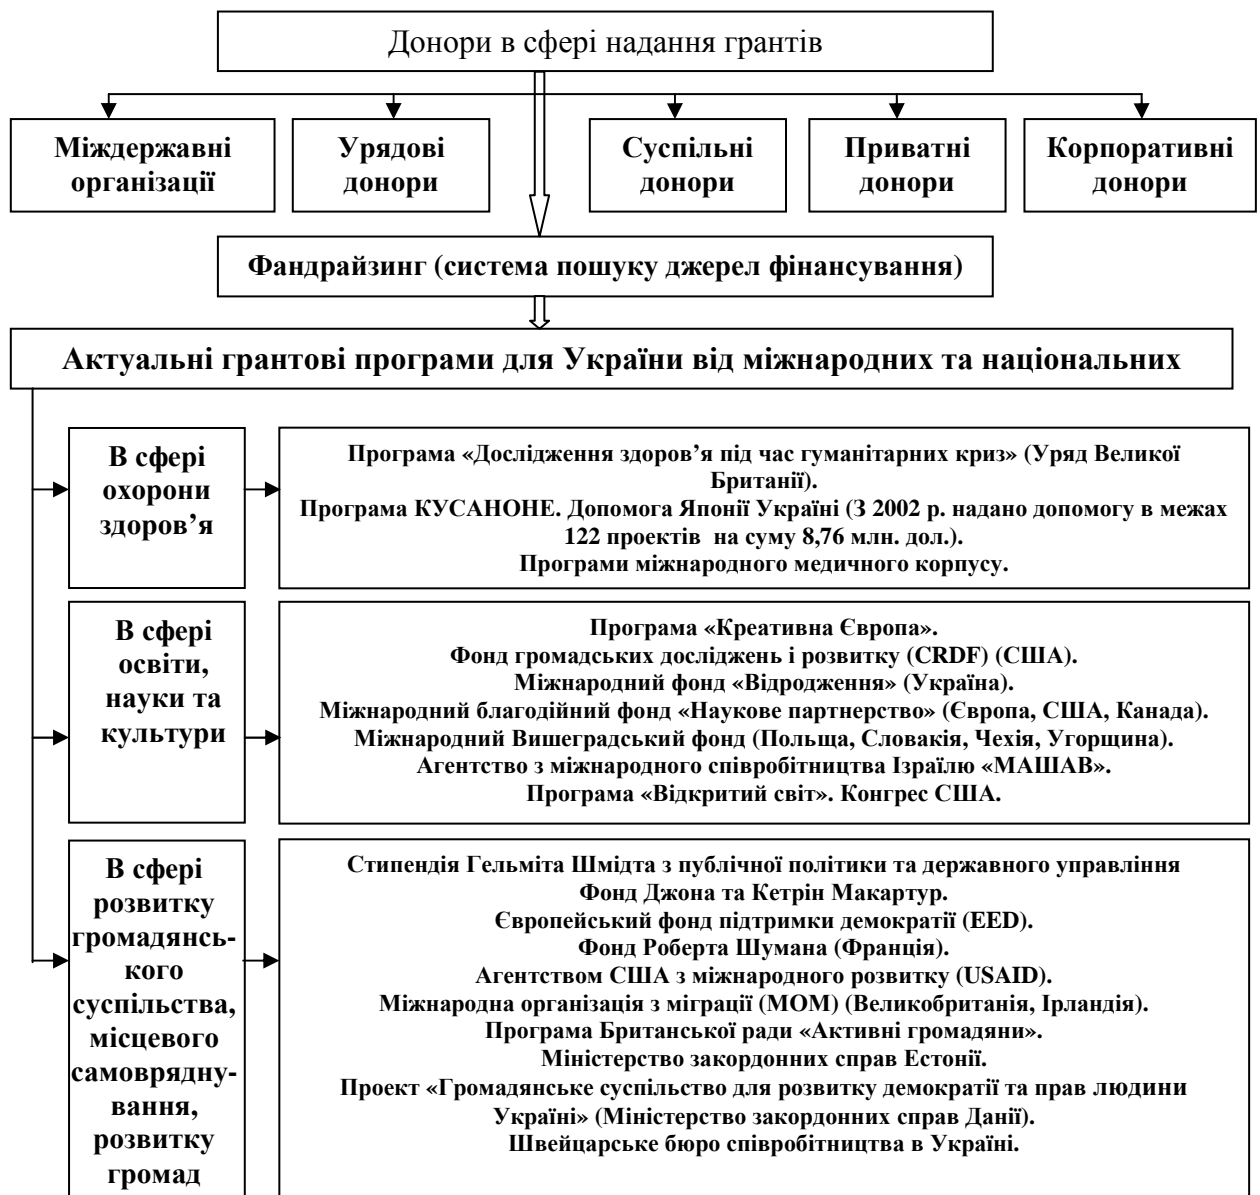 Донори в сфері надання грантів
Міждержавні
організації
Урядові
донори
Суспільні
донори
Приватні
донори
Корпоративні
донори
Фандрайзинг (система пошуку джерел фінансування)
Актуальні грантові програми для України від міжнародних та національних
В сфері
охорони
здоров’я
Програма «Дослідження здоров’я під час гуманітарних криз» (Уряд Великої
Британії).
Програма КУСАНОНЕ. Допомога Японії Україні (З 2002 р. надано допомогу в межах
122 проектів на суму 8,76 млн. дол.).
Програми міжнародного медичного корпусу.
В сфері
освіти,
науки та
культури
Програма «Креативна Європа».
Фонд громадських досліджень і розвитку (CRDF) (США).
Міжнародний фонд «Відродження» (Україна).
Міжнародний благодійний фонд «Наукове партнерство» (Європа, США, Канада).
Міжнародний Вишеградський фонд (Польща, Словакія, Чехія, Угорщина).
Агентство з міжнародного співробітництва Ізраїлю «МАШАВ».
Програма «Відкритий світ». Конгрес США.
В сфері
розвитку
громадянсь-
кого
суспільства,
місцевого
самоврядну-
вання,
розвитку
громад
Стипендія Гельміта Шмідта з публічної політики та державного управління
Фонд Джона та Кетрін Макартур.
Європейський фонд підтримки демократії (EED).
Фонд Роберта Шумана (Франція).
Агентством США з міжнародного розвитку (USAID).
Міжнародна організація з міграції (МОМ) (Великобританія, Ірландія).
Програма Британської ради «Активні громадяни».
Міністерство закордонних справ Естонії.
Проект «Громадянське суспільство для розвитку демократії та прав людини
Україні» (Міністерство закордонних справ Данії).
Швейцарське бюро співробітництва в Україні.